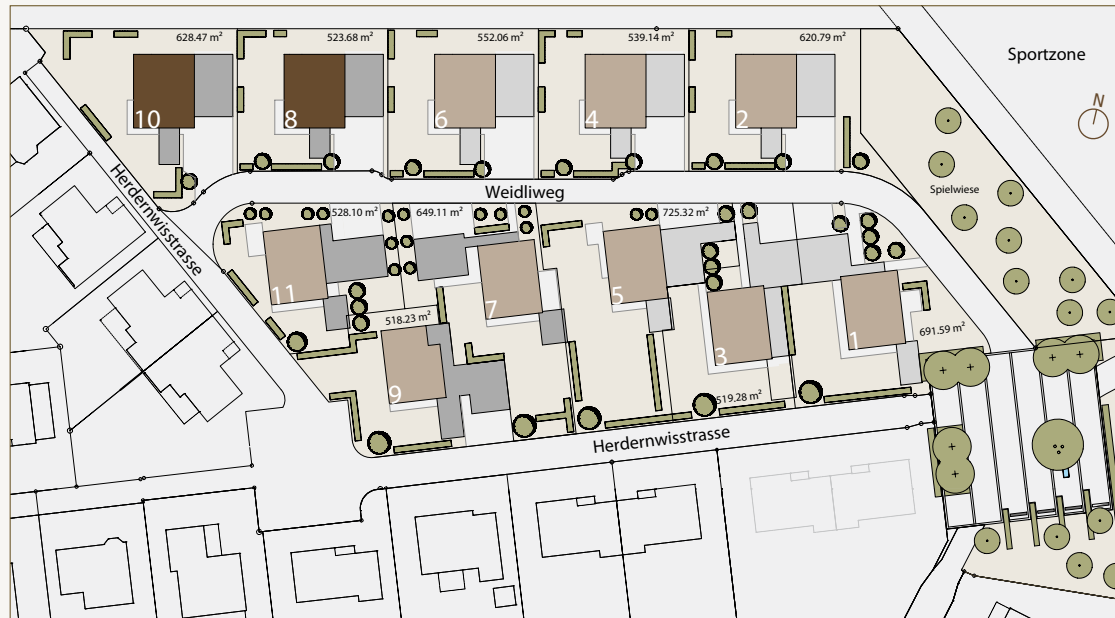 628.47 m²
523.68 m²
552.06 m²
539.14 m²
620.79 m²
Sportzone
N
10
8
6
4
2
Herdernwisstrasse
Weidliweg
Spielwiese
528.10 m²
649.11 m²
725.32 m²
11
7
5
518.23 m²
3
1
691.59 m²
9
519.28 m²
Herdernwisstrasse